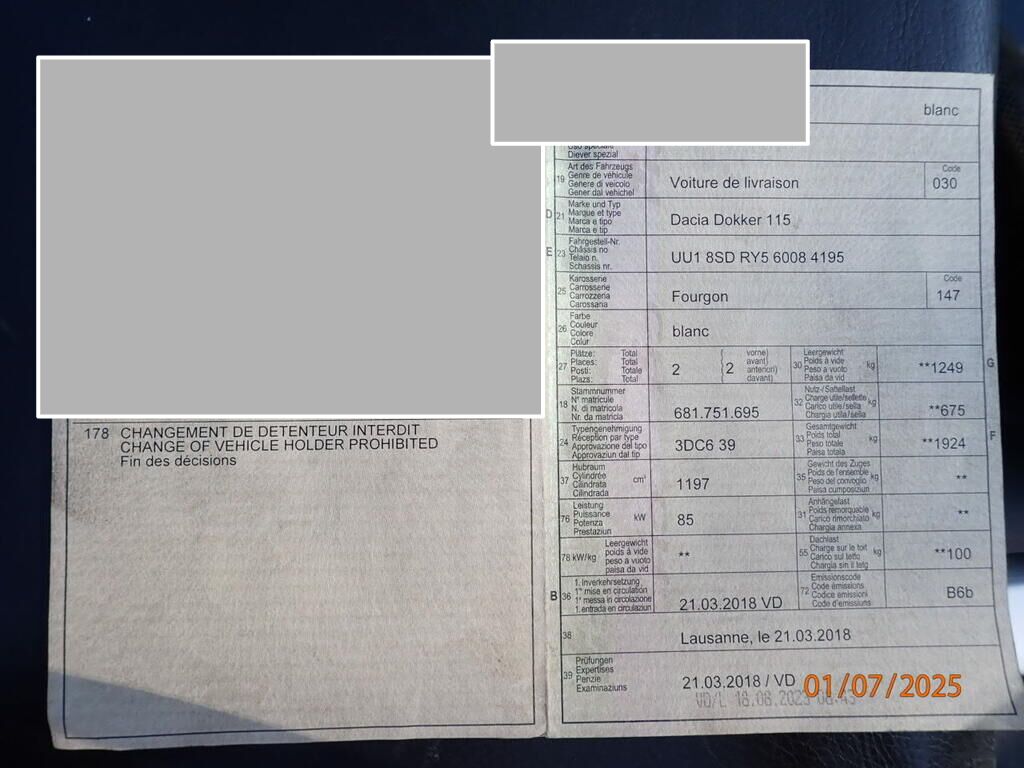 178 CHANGEMENT DE DETENTEUR INTERDIT
CHANGE OF VEHICLE HOLDER PROHIBITED
Fin des décisions
blanc
Diever spezial
19 Art des Fahrzeugs
Genre de véhicule
Genere di veicolo
Gener dal vehichel
Voiture de livraison
Code
030
D 21 Marke und Typ
Marque et type
Marca e tipo
Marca e tip
Dacia Dokker 115
E 23 Fahrgestell-Nr.
Châssis no
Telaio n.
Schassis nr.
UU1 8SD RY5 6008 4195
25 Karosserie
Carrosserie
Carrozzeria
Carossaria
Fourgon
Code
147
26 Farbe
Couleur
Colore
Colur
blanc
27 Plätze: Total
Places: Total
Posti: Totale
Plazs: Total
2
(vorne)
avant)
anteriori)
davant)
2
30 Leergewicht
Poids à vide
Peso a vuoto
Paisa da vid
kg
**1249
G
18 Stammnummer
N° matricule
N. di matricola
Nr. da matricla
681.751.695
32 Nutz-/Sattellast
Charge utile/sellette
Carico utile/sella
Chargia utila/sella
kg
**675
24 Typengenehmigung
Réception par type
Approvazione del tipo
Approvaziun dal tip
3DC6 39
33 Gesamtgewicht
Poids total
Peso totale
Paisa totala
kg
**1924
F
37 Hubraum
Cylindrée
Cilindrata
Cilindrada
cm³
1197
35 Gewicht des Zuges
Poids de l'ensemble
Peso del convoglio
Paisa cumposiziun
kg
**
76 Leistung
Puissance
Potenza
Prestaziun
kW
85
31 Anhängelast
Poids remorquable
Carico rimorchiato
Chargia annexa
kg
**
78 kW/kg Leergewicht
poids à vide
peso a vuoto
paisa da vid
**
55 Dachlast
Charge sur le toit
Carico sul tetto
Chargia sin il tetg
kg
**100
B 36 1. Inverkehrsetzung
1re mise en circulation
1a messa in circolazione
1. entrada en circulaziun
21.03.2018 VD
72 Emissionscode
Code émissions
Codice emissioni
Code d'emissiuns
B6b
38
Lausanne, le 21.03.2018
39 Prüfungen
Expertises
Perizie
Examinaziuns
21.03.2018 / VD
VD/L 18.08.2023
01/07/2025